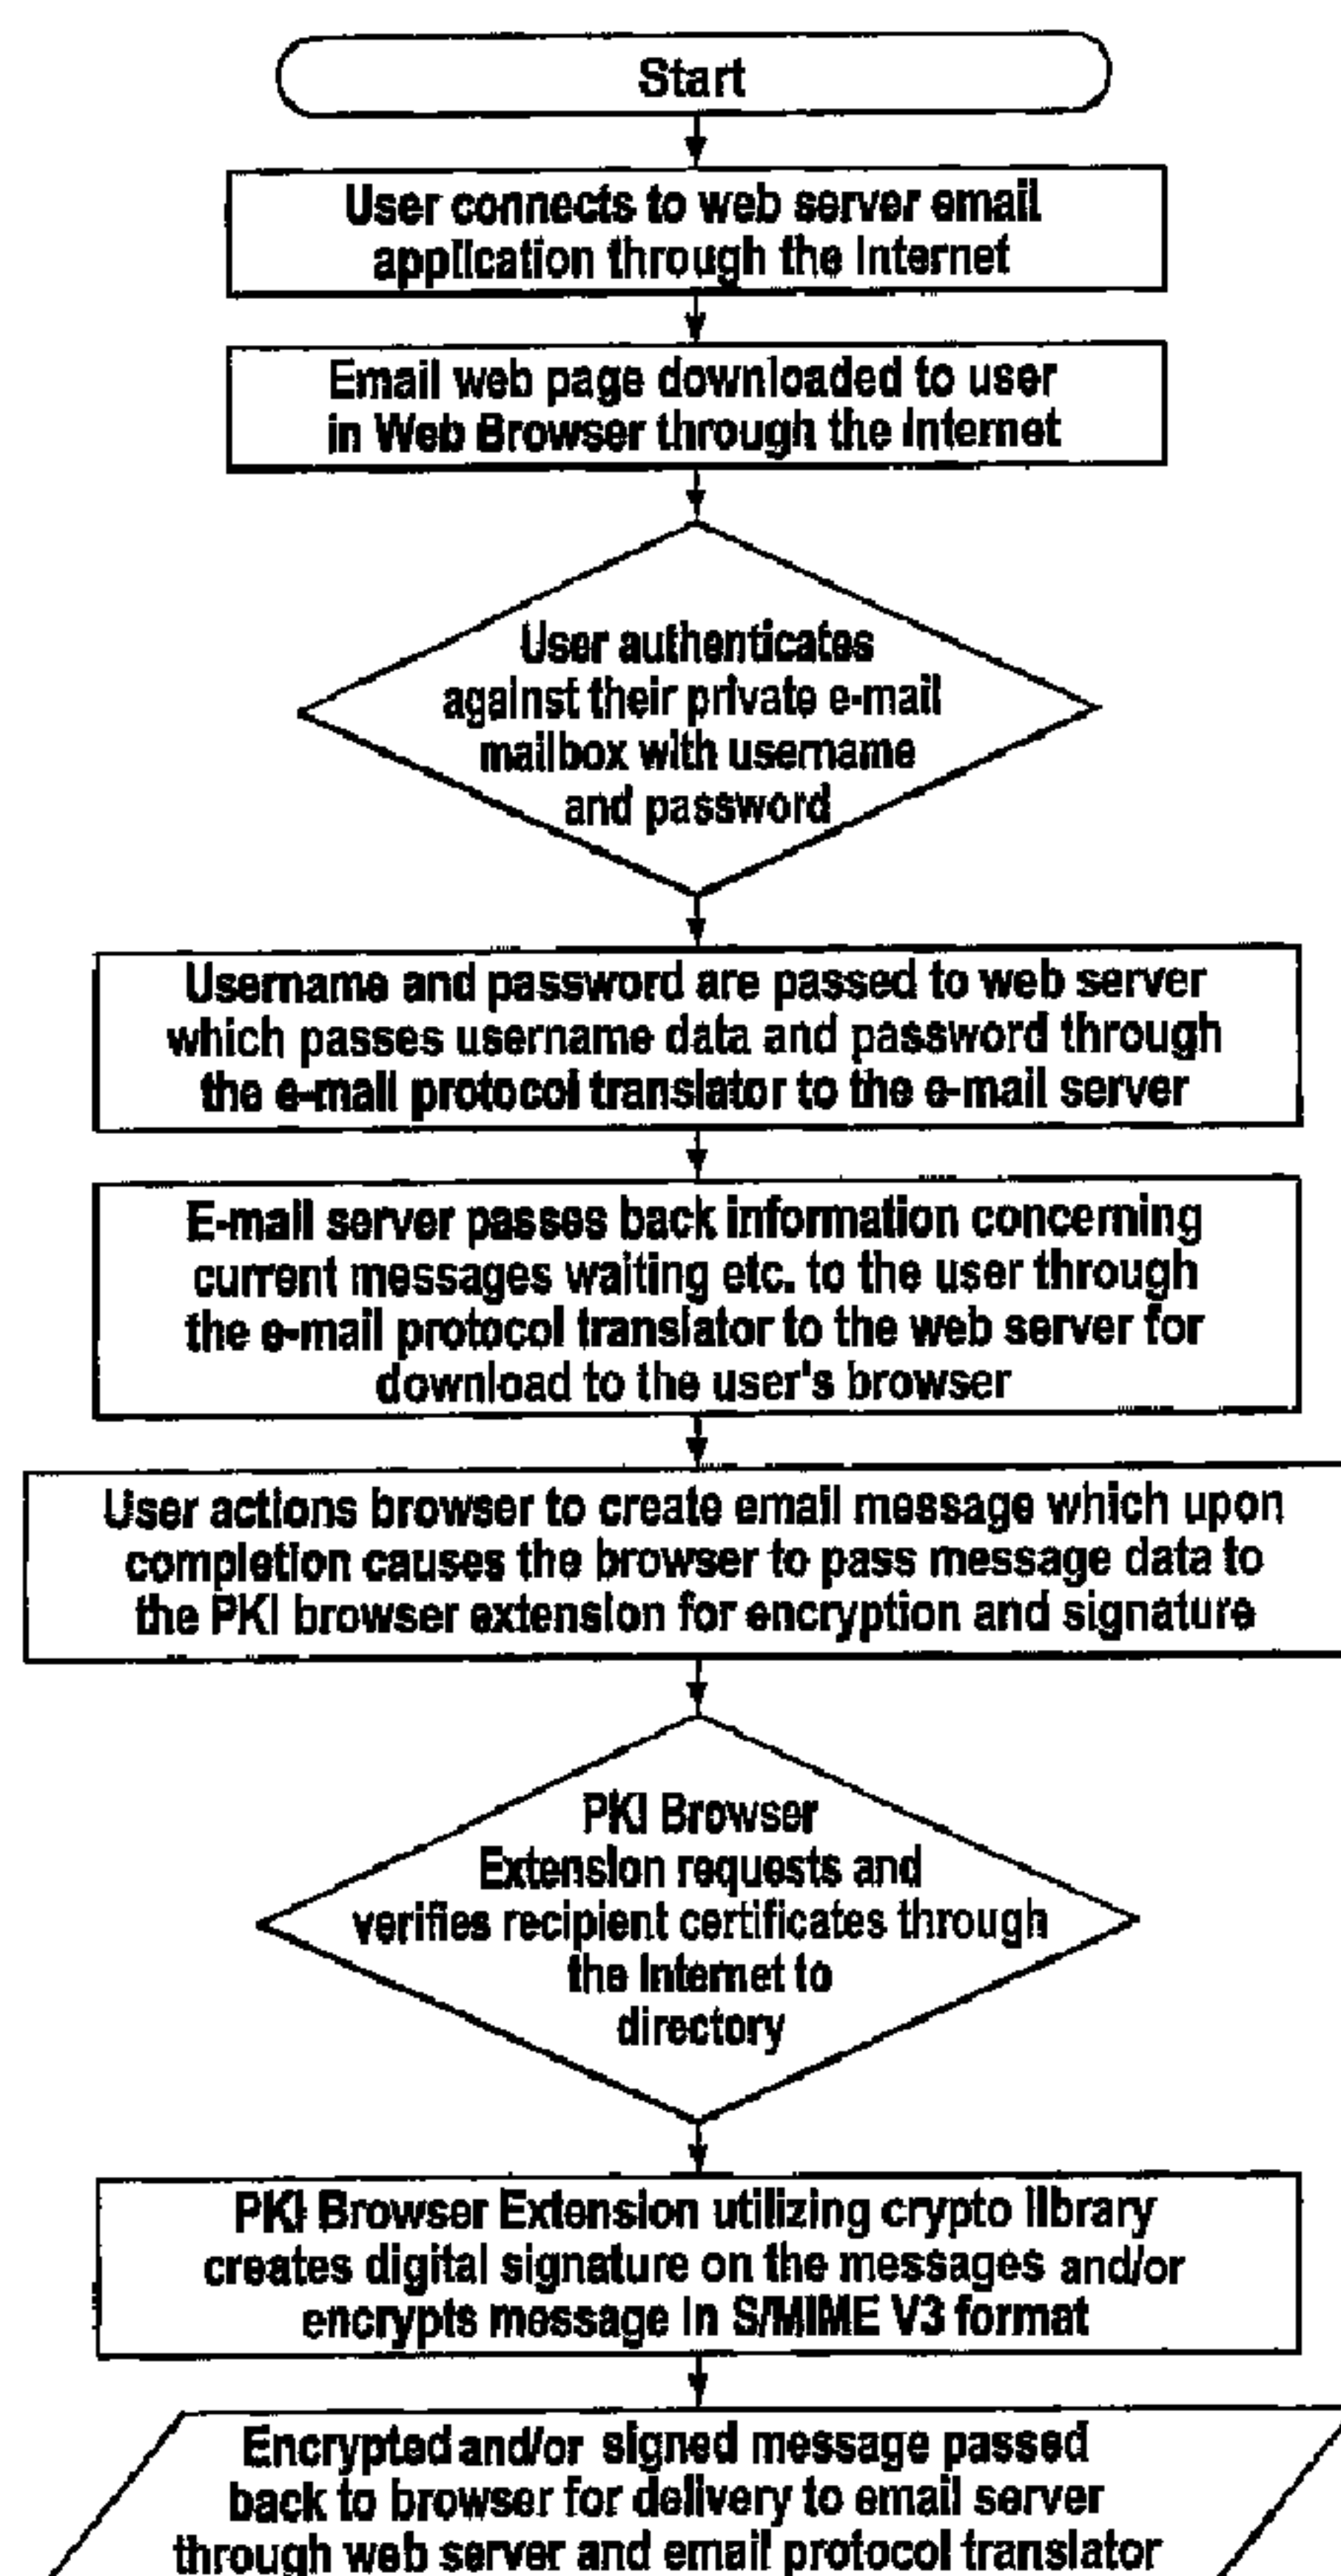 Start
User connects to web server email
application through the Internet
Email web page downloaded to user
in Web Browser through the Internet
User authenticates
against their private e-mail
mailbox with username
and password
Username and password are passed to web server
which passes username data and password through
the e-mail protocol translator to the e-mail server
E-mail server passes back information concerning
current messages waiting etc. to the user through
the e-mail protocol translator to the web server for
download to the user's browser
User actions browser to create email message which upon
completion causes the browser to pass message data to
the PKI browser extension for encryption and signature
PKI Browser
Extension requests and
verifies recipient certificates through
the Internet to
directory
PKI Browser Extension utilizing crypto library
creates digital signature on the messages and/or
encrypts message in S/MIME V3 format
Encrypted and/or signed message passed
back to browser for delivery to email server
through web server and email protocol translator